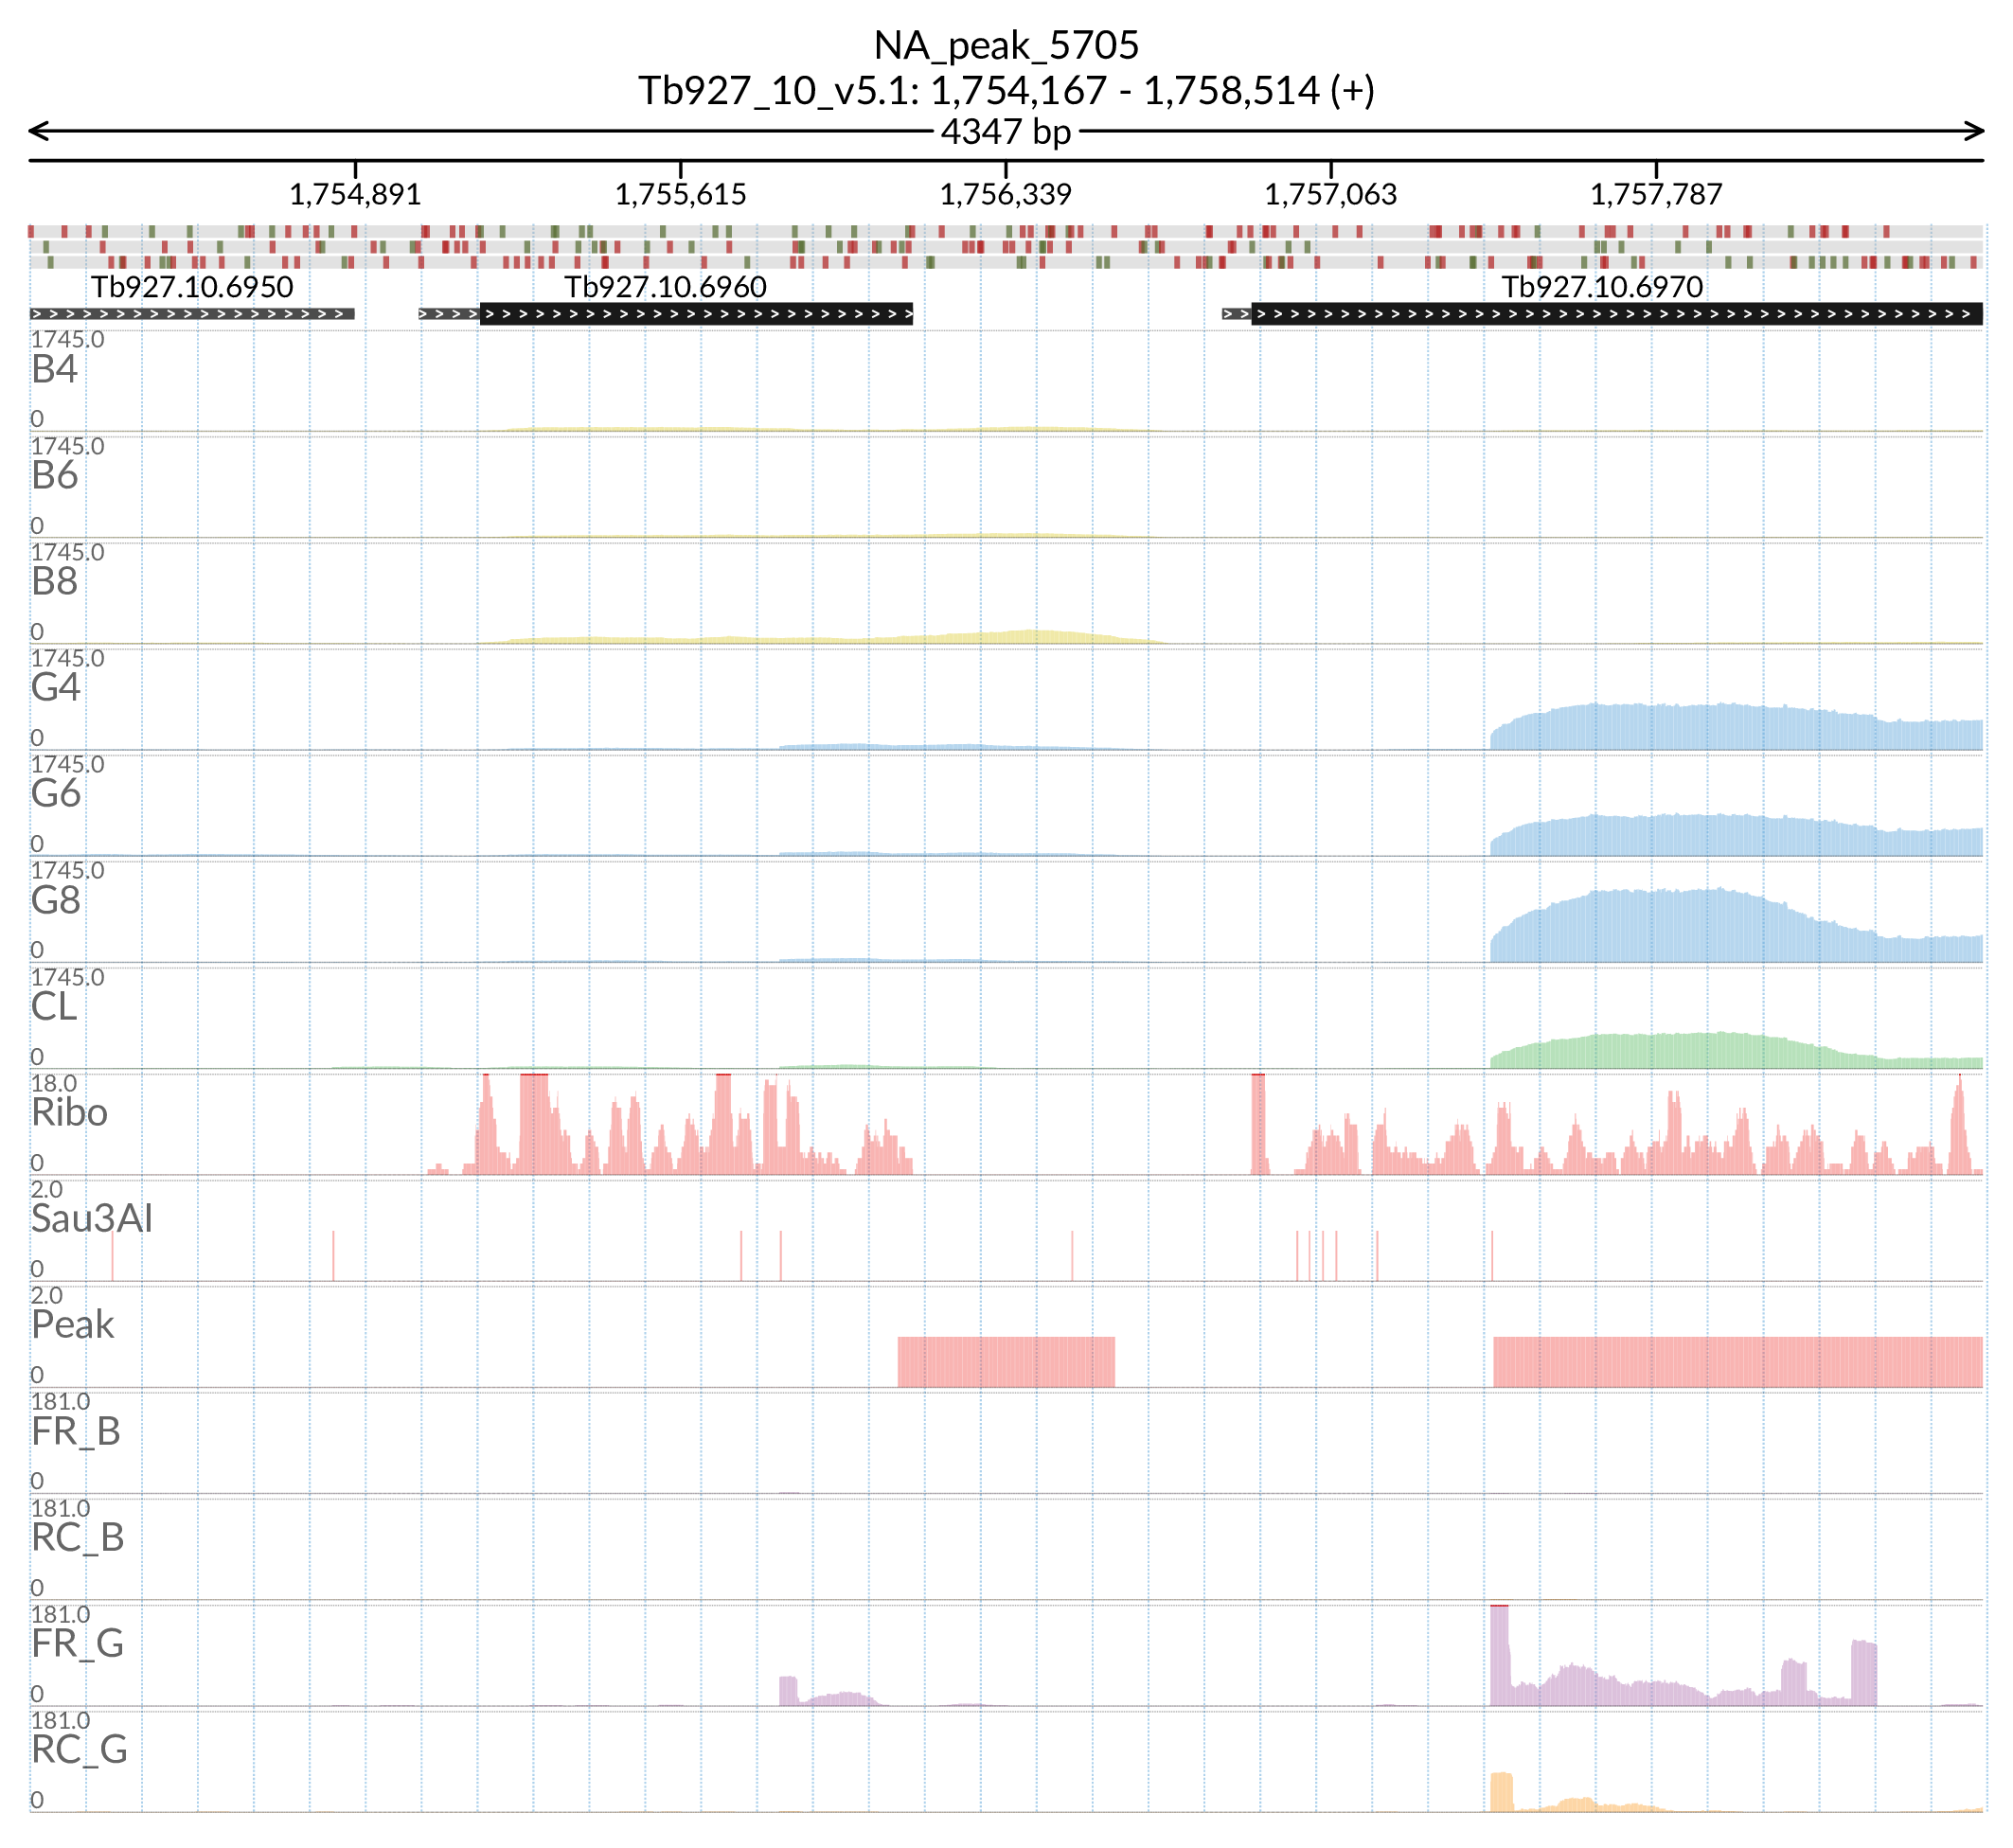 NA_peak_5705
Tb927_10_v5.1: 1,754,167 - 1,758,514 (+)
4347 bp
1,754,891 1,755,615 1,756,339 1,757,063 1,757,787
Tb927.10.6950 Tb927.10.6960 Tb927.10.6970
1745.0
B4
0
1745.0
B6
0
1745.0
B8
0
1745.0
G4
0
1745.0
G6
0
1745.0
G8
0
1745.0
CL
0
18.0
Ribo
0
2.0
Sau3AI
0
2.0
Peak
0
181.0
FR_B
0
181.0
RC_B
0
181.0
FR_G
0
181.0
RC_G
0